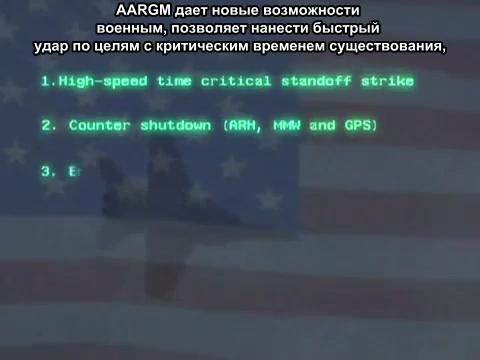 AARGM дает новые возможности
военным, позволяет нанести быстрый
удар по целям с критическим временем существования,
1.High-speed time critical standoff strike
2. Counter shutdown (ARH, MMW and GPS)
3. E